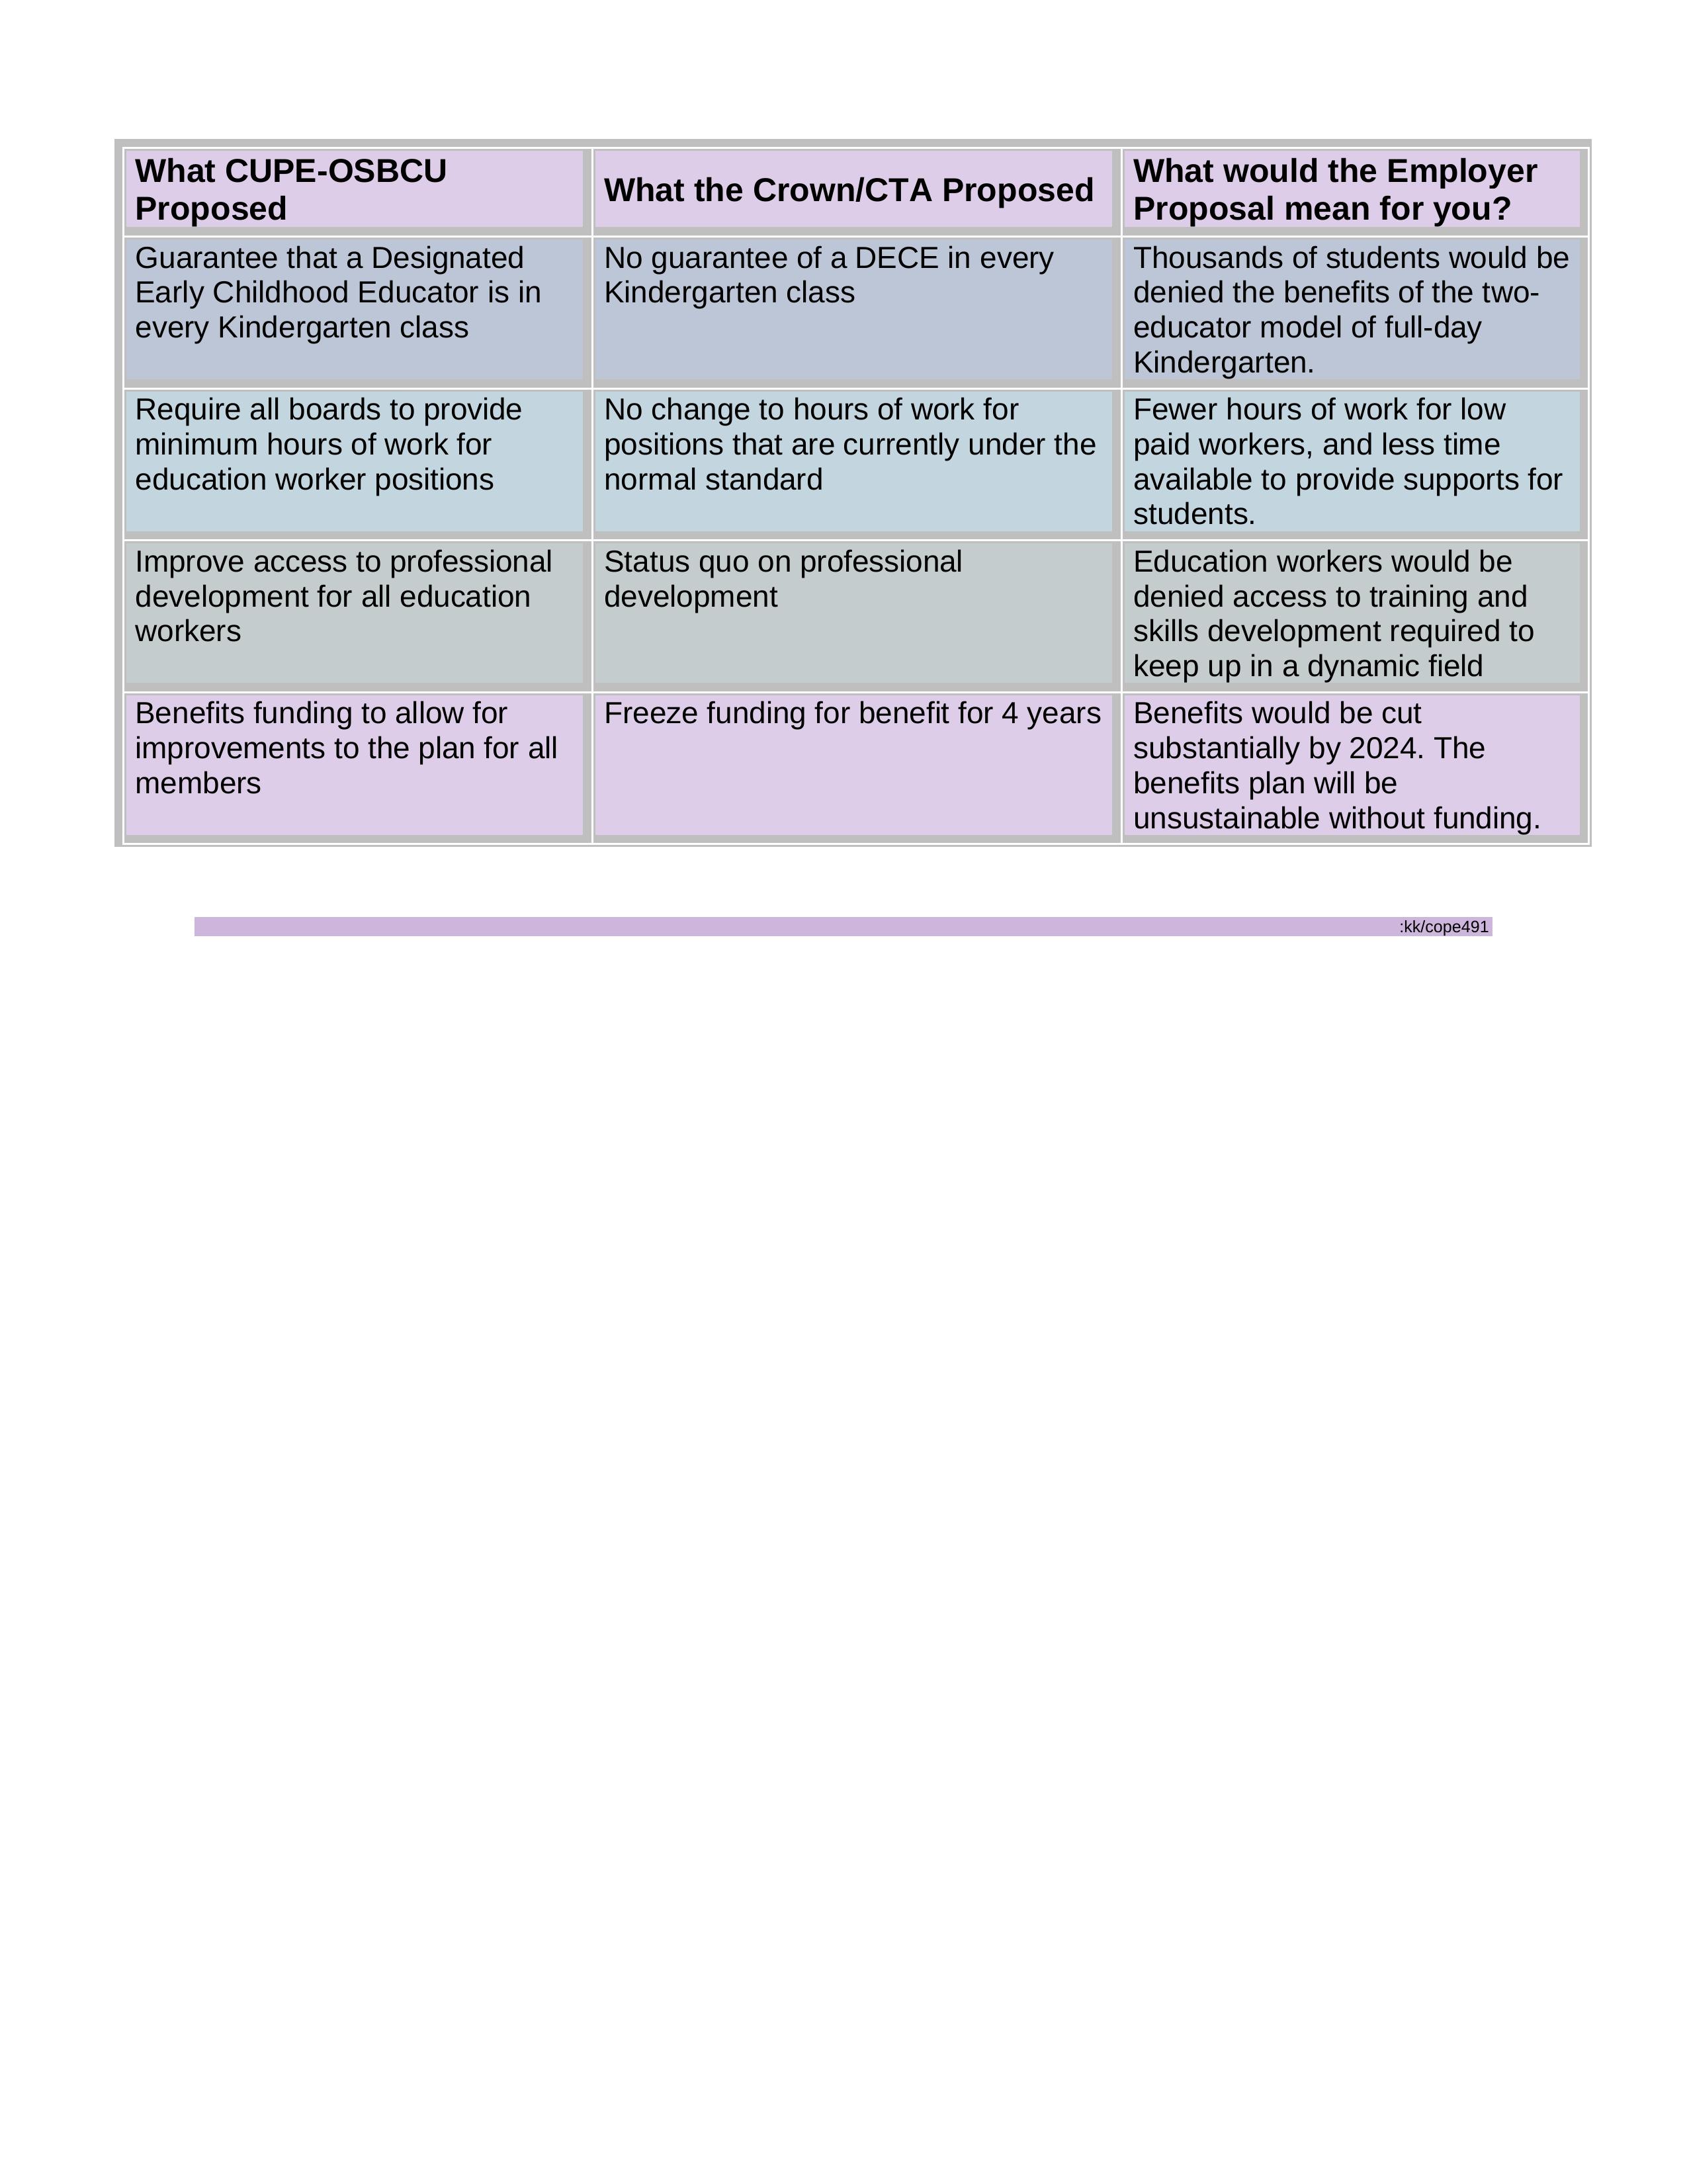 What CUPE-OSBCU
Proposed
What the Crown/CTA Proposed
What would the Employer
Proposal mean for you?
Guarantee that a Designated
Early Childhood Educator is in
every Kindergarten class
No guarantee of a DECE in every
Kindergarten class
Thousands of students would be
denied the benefits of the two-
educator model of full-day
Kindergarten.
Require all boards to provide
minimum hours of work for
education worker positions
No change to hours of work for
positions that are currently under the
normal standard
Fewer hours of work for low
paid workers, and less time
available to provide supports for
students.
Improve access to professional
development for all education
workers
Status quo on professional
development
Education workers would be
denied access to training and
skills development required to
keep up in a dynamic field
Benefits funding to allow for
improvements to the plan for all
members
Freeze funding for benefit for 4 years
Benefits would be cut
substantially by 2024. The
benefits plan will be
unsustainable without funding.
:kk/cope491